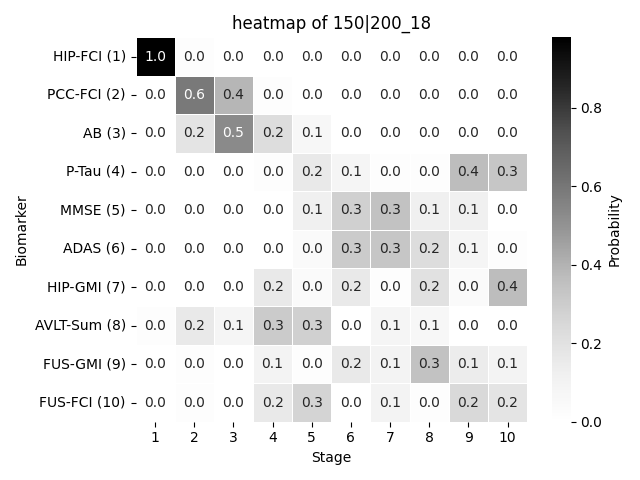 heatmap of 150|200_18
HIP-FCI (1) 1.0 0.0 0.0 0.0 0.0 0.0 0.0 0.0 0.0 0.0
PCC-FCI (2) 0.0 0.6 0.4 0.0 0.0 0.0 0.0 0.0 0.0 0.0
AB (3) 0.0 0.2 0.5 0.2 0.1 0.0 0.0 0.0 0.0 0.0
P-Tau (4) 0.0 0.0 0.0 0.0 0.2 0.1 0.0 0.0 0.4 0.3
MMSE (5) 0.0 0.0 0.0 0.0 0.1 0.3 0.3 0.1 0.1 0.0
ADAS (6) 0.0 0.0 0.0 0.0 0.0 0.3 0.3 0.2 0.1 0.0
HIP-GMI (7) 0.0 0.0 0.0 0.2 0.0 0.2 0.0 0.2 0.0 0.4
AVLT-Sum (8) 0.0 0.2 0.1 0.3 0.3 0.0 0.1 0.1 0.0 0.0
FUS-GMI (9) 0.0 0.0 0.0 0.1 0.0 0.2 0.1 0.3 0.1 0.1
FUS-FCI (10) 0.0 0.0 0.0 0.2 0.3 0.0 0.1 0.0 0.2 0.2
1 2 3 4 5 6 7 8 9 10
Stage
Biomarker
0.8
0.6
0.4
0.2
0.0
Probability